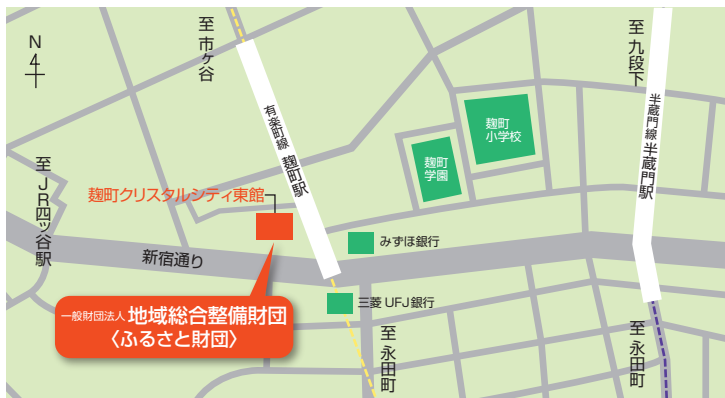 N
至市ヶ谷
至九段下
有楽町線 麹町駅
半蔵門線 半蔵門駅
麹町
小学校
麹町
学園
至JR四ッ谷駅
麹町クリスタルシティ東館
みずほ銀行
新宿通り
三菱UFJ銀行
一般財団法人 地域総合整備財団
〈ふるさと財団〉
至永田町
至永田町